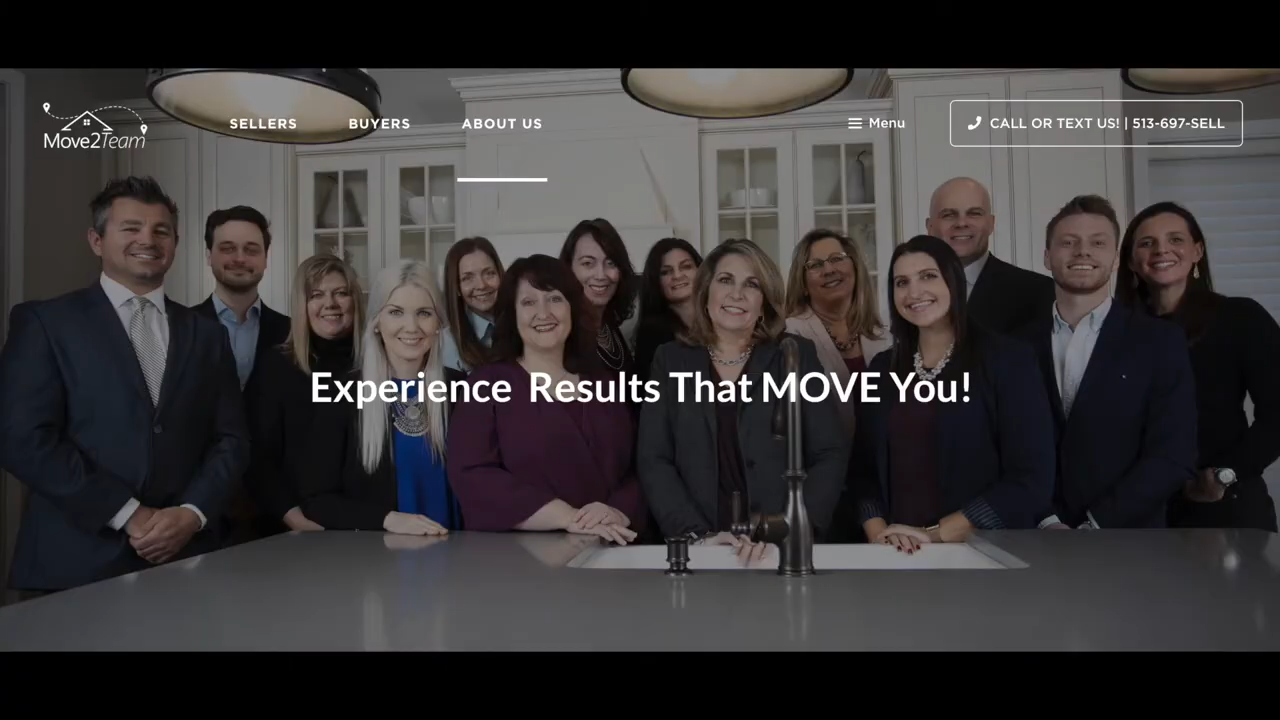 Move2Team
SELLERS
BUYERS
ABOUT US
Menu
CALL OR TEXT US! | 513-697-SELL
Experience Results That MOVE You!